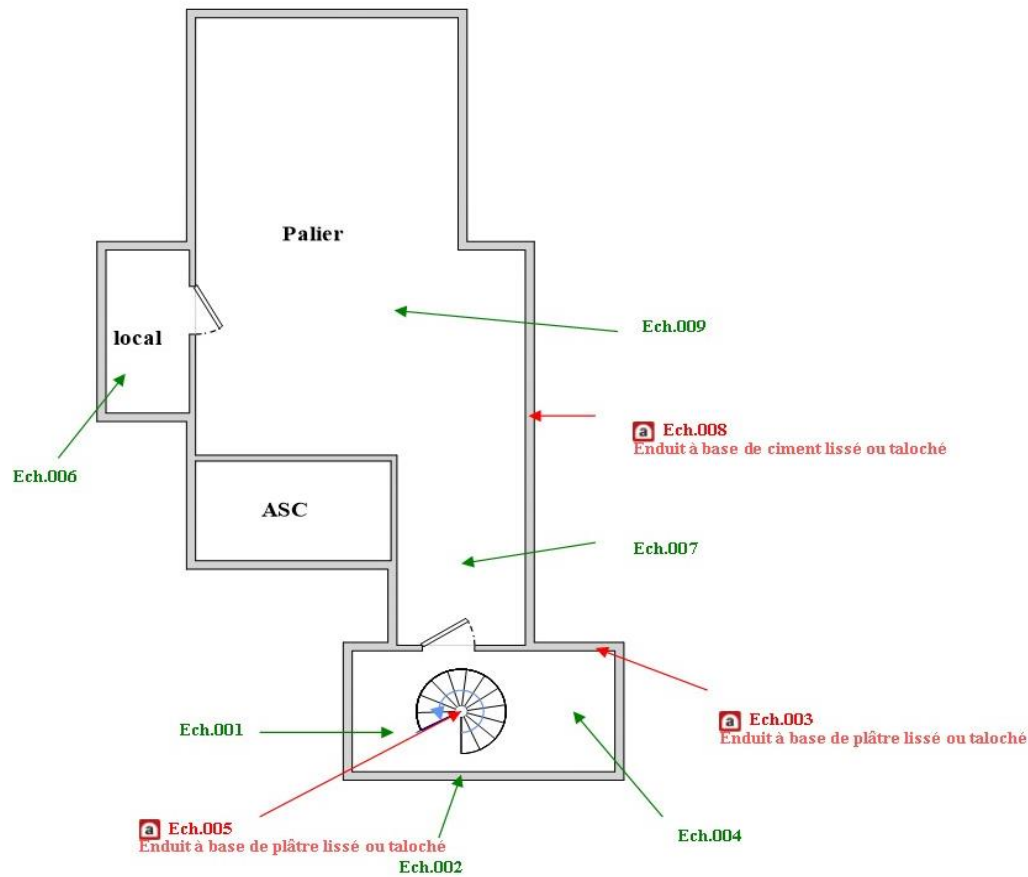 Palier
Ech.009
local
a Ech.008
Enduit à base de ciment lissé ou taloché
Ech.006
ASC
Ech.007
a Ech.003
Enduit à base de plâtre lissé ou taloché
Ech.001
a Ech.005
Enduit à base de plâtre lissé ou taloché
Ech.004
Ech.002